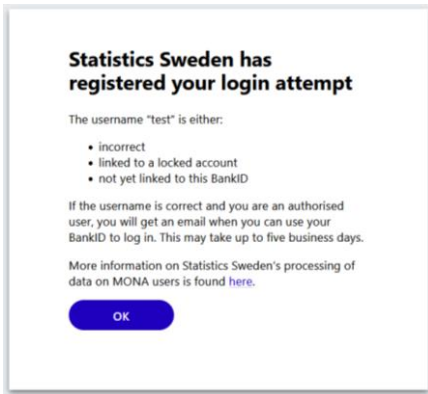 Statistics Sweden has
registered your login attempt
The username "test" is either:
• incorrect
• linked to a locked account
• not yet linked to this BankID
If the username is correct and you are an authorised
user, you will get an email when you can use your
BankID to log in. This may take up to five business days.
More information on Statistics Sweden's processing of
data on MONA users is found here.
OK